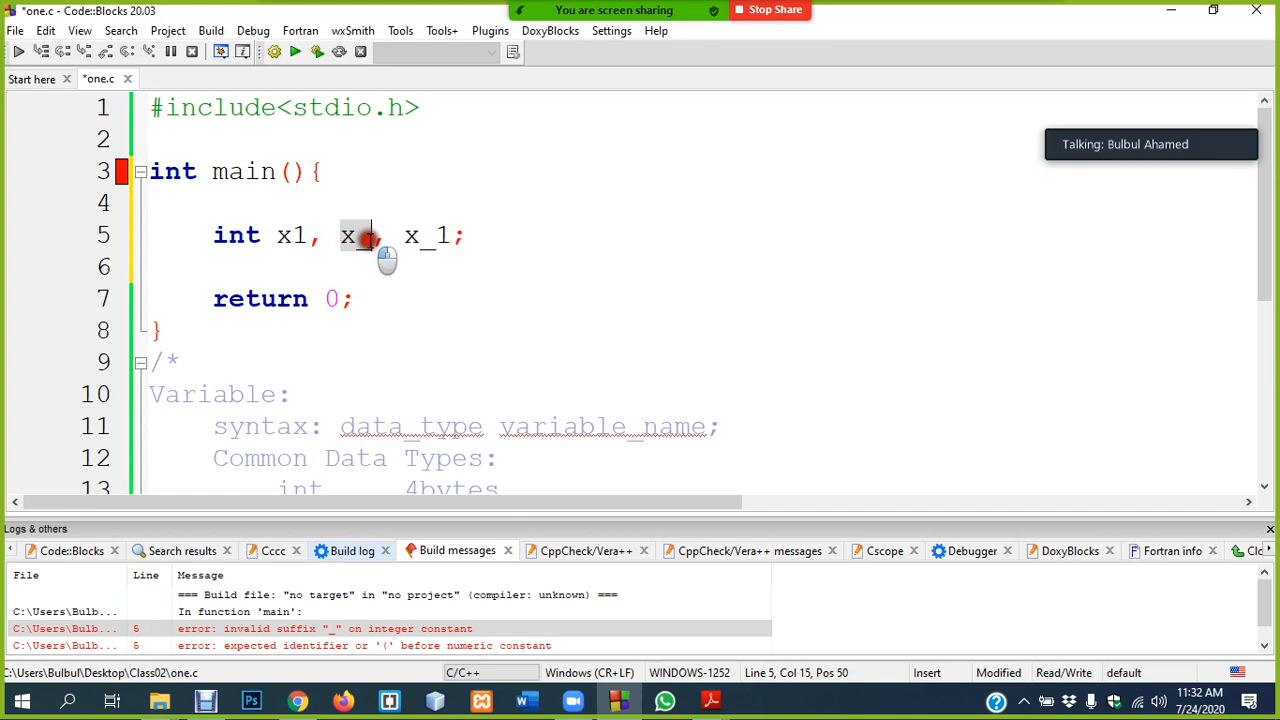 *one.c - Code::Blocks 20.03
You are screen sharing
Stop Share
File Edit View Search Project Build Debug Fortran wxSmith Tools Tools+ Plugins DoxyBlocks Settings Help
Start here *one.c
1 #include<stdio.h>
2
Talking: Bulbul Ahamed
3 int main(){
4
5 int x1, x_, x_1;
6
7 return 0;
8 }
9 /*
10 Variable:
11 syntax: data_type variable_name;
12 Common Data Types:
13 int 4bytes
Logs & others
Code::Blocks Search results Cccc Build log Build messages CppCheck/Vera++ CppCheck/Vera++ messages Cscope Debugger DoxyBlocks Fortran info Clo
File Line Message
=== Build file: "no target" in "no project" (compiler: unknown) ===
C:\Users\Bulb... In function 'main':
C:\Users\Bulb... 5 error: invalid suffix "_" on integer constant
C:\Users\Bulb... 5 error: expected identifier or '(' before numeric constant
C:\Users\Bulbul\Desktop\Class02\one.c C/C++ Windows (CR+LF) WINDOWS-1252 Line 5, Col 15, Pos 50 Insert Modified Read/Write default
11:32 AM
7/24/2020